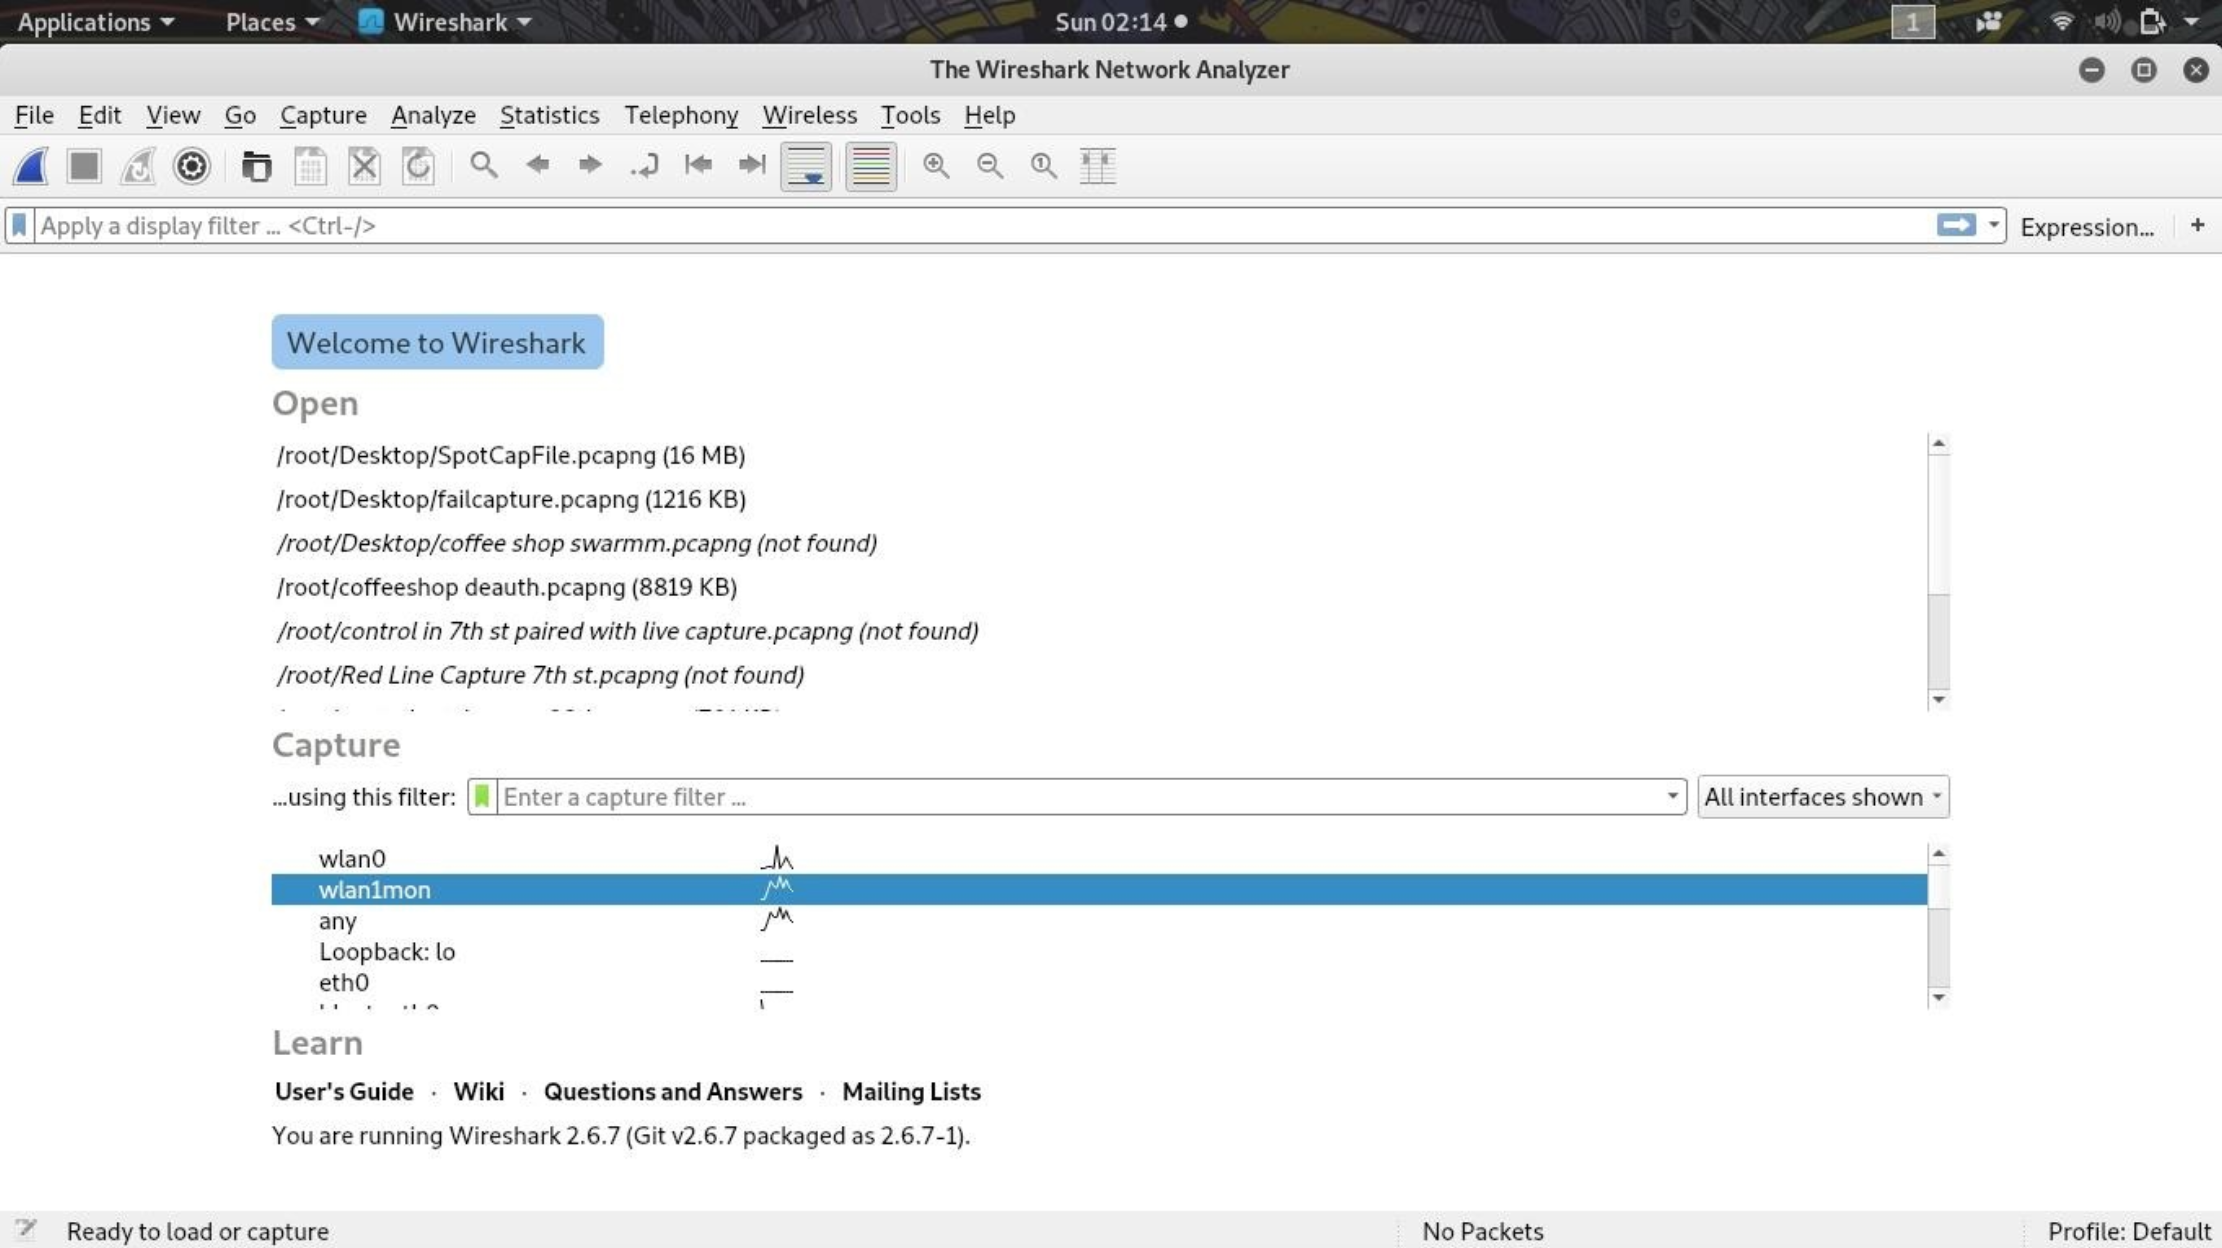 Applications Places Wireshark Sun 02:14 1
The Wireshark Network Analyzer
File Edit View Go Capture Analyze Statistics Telephony Wireless Tools Help
Apply a display filter ... <Ctrl-/> Expression... +
Welcome to Wireshark
Open
/root/Desktop/SpotCapFile.pcapng (16 MB)
/root/Desktop/failcapture.pcapng (1216 KB)
/root/Desktop/coffee shop swarmm.pcapng (not found)
/root/coffeeshop deauth.pcapng (8819 KB)
/root/control in 7th st paired with live capture.pcapng (not found)
/root/Red Line Capture 7th st.pcapng (not found)
Capture
...using this filter: Enter a capture filter ... All interfaces shown
wlan0
wlan1mon
any
Loopback: lo
eth0
Learn
User's Guide · Wiki · Questions and Answers · Mailing Lists
You are running Wireshark 2.6.7 (Git v2.6.7 packaged as 2.6.7-1).
Ready to load or capture No Packets Profile: Default